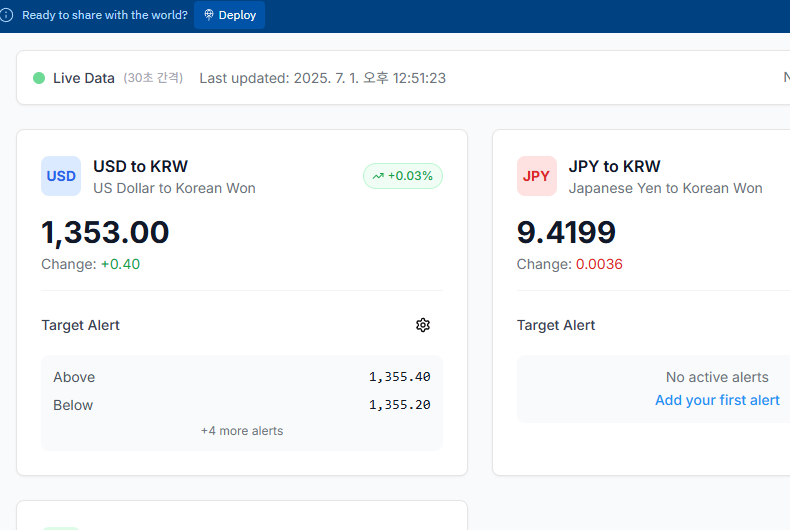 Ready to share with the world? Deploy
Live Data (30초 간격) Last updated: 2025. 7. 1. 오후 12:51:23
USD
USD to KRW
US Dollar to Korean Won
+0.03%
1,353.00
Change: +0.40
Target Alert
Above 1,355.40
Below 1,355.20
+4 more alerts
JPY
JPY to KRW
Japanese Yen to Korean Won
9.4199
Change: 0.0036
Target Alert
No active alerts
Add your first alert